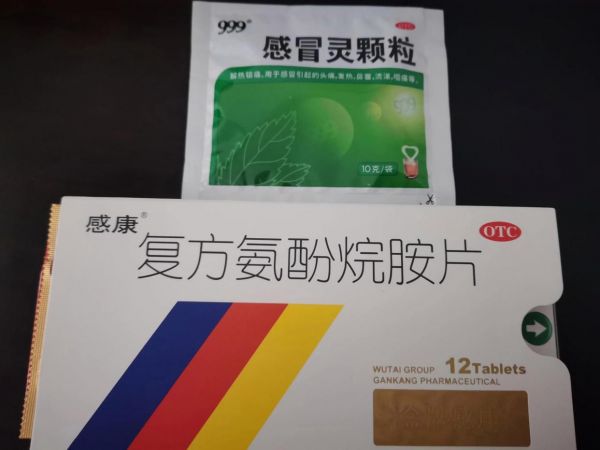 999®
OTC
感冒灵颗粒
解热镇痛。用于感冒引起的头痛,发热,鼻塞,流涕,咽痛等。
999
10克/袋
感康®
OTC
复方氨酚烷胺片
WUTAI GROUP 12Tablets
GANKANG PHARMACEUTICAL